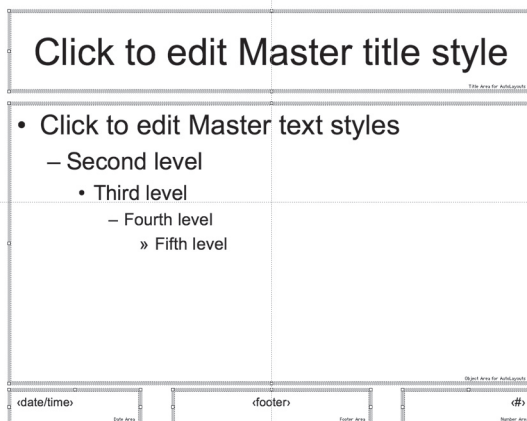 Click to edit Master title style
Title Area for AutoLayouts
• Click to edit Master text styles
– Second level
• Third level
– Fourth level
» Fifth level
Object Area for AutoLayouts
‹date/time›
‹footer›
‹#›
Date Area
Footer Area
Number Area